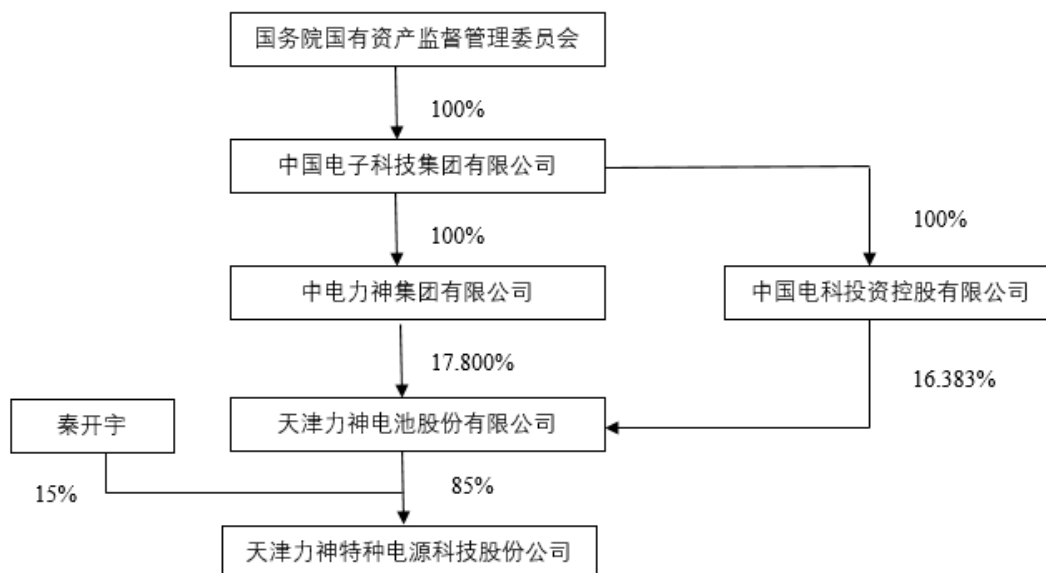 国务院国有资产监督管理委员会
100%
中国电子科技集团有限公司
100%
100%
中电力神集团有限公司
中国电科投资控股有限公司
17.800%
16.383%
秦开宇
天津力神电池股份有限公司
15%
85%
天津力神特种电源科技股份公司